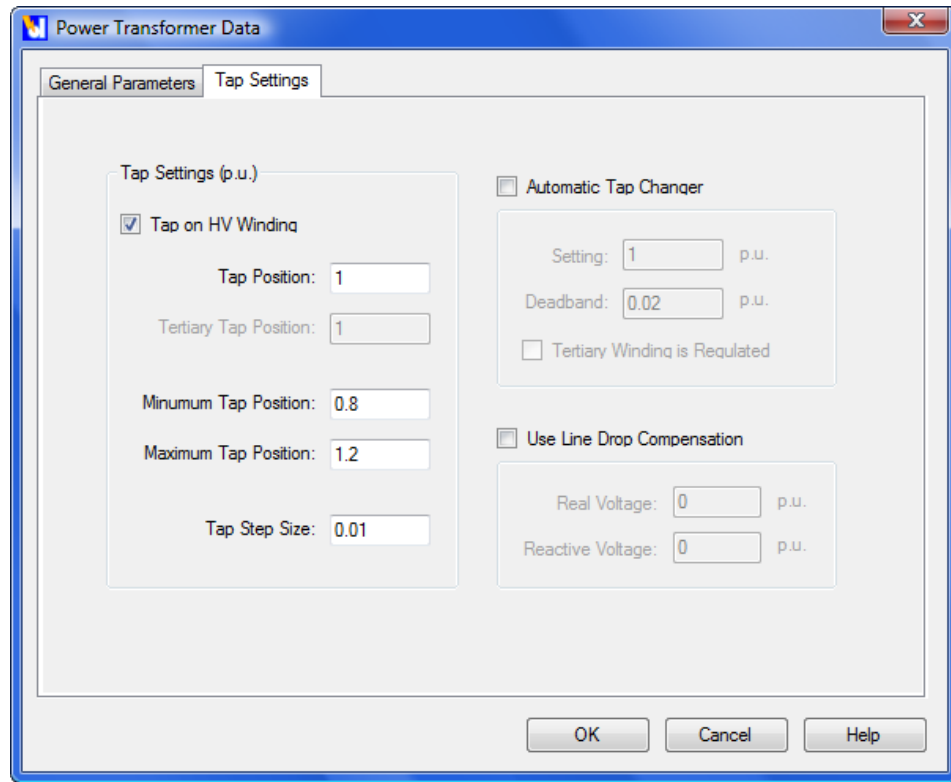 Power Transformer Data
General Parameters
Tap Settings
Tap Settings (p.u.)
Tap on HV Winding
Tap Position: 1
Tertiary Tap Position: 1
Minumum Tap Position: 0.8
Maximum Tap Position: 1.2
Tap Step Size: 0.01
Automatic Tap Changer
Setting: 1 p.u.
Deadband: 0.02 p.u.
Tertiary Winding is Regulated
Use Line Drop Compensation
Real Voltage: 0 p.u.
Reactive Voltage: 0 p.u.
OK
Cancel
Help